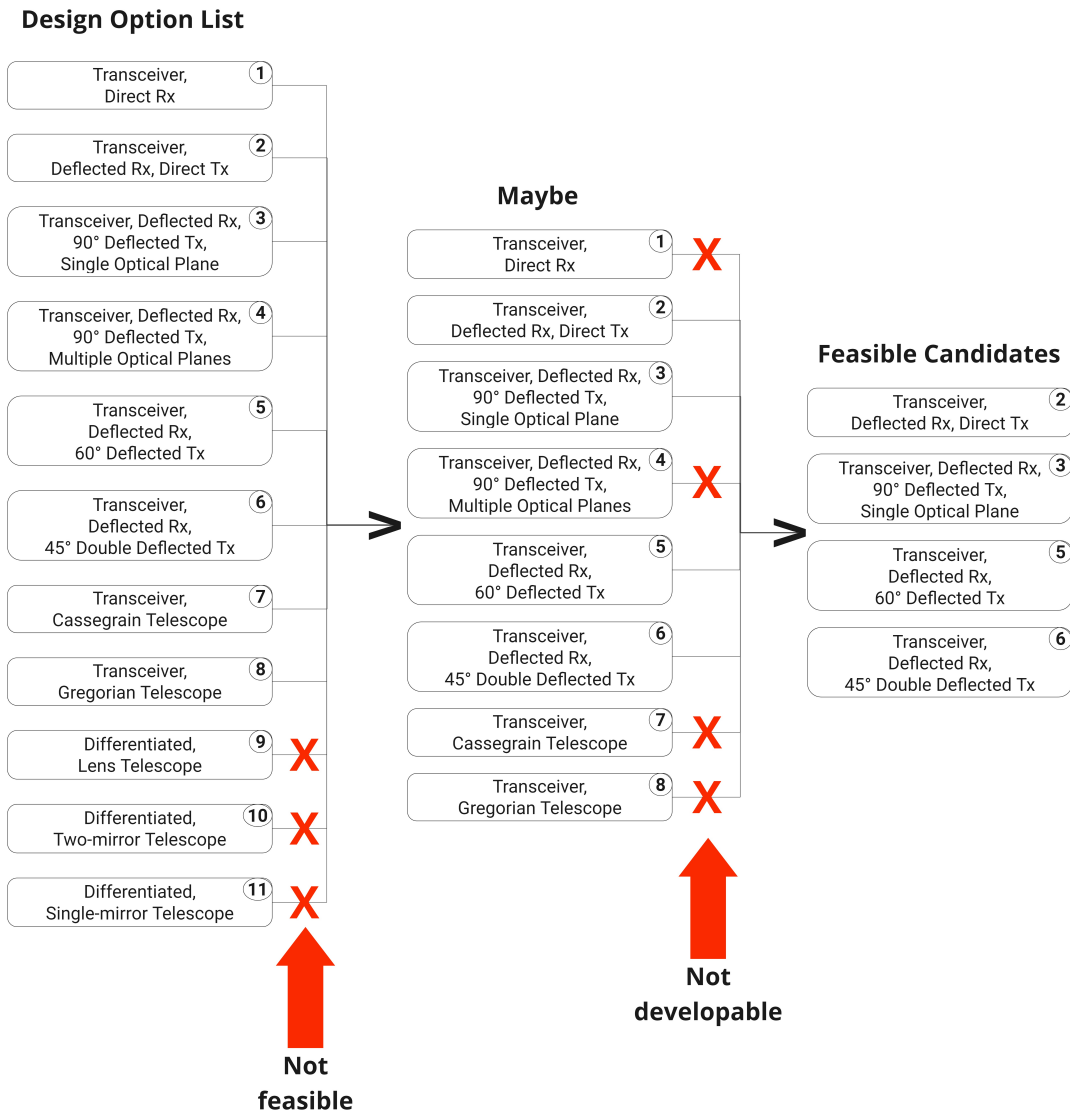 Design Option List
1
Transceiver,
Direct Rx
2
Transceiver,
Deflected Rx, Direct Tx
3
Transceiver, Deflected Rx,
90° Deflected Tx,
Single Optical Plane
4
Transceiver, Deflected Rx,
90° Deflected Tx,
Multiple Optical Planes
5
Transceiver,
Deflected Rx,
60° Deflected Tx
6
Transceiver,
Deflected Rx,
45° Double Deflected Tx
7
Transceiver,
Cassegrain Telescope
8
Transceiver,
Gregorian Telescope
9
Differentiated,
Lens Telescope
X
10
Differentiated,
Two-mirror Telescope
X
11
Differentiated,
Single-mirror Telescope
X
Not
feasible
>
Maybe
1
Transceiver,
Direct Rx
X
2
Transceiver,
Deflected Rx, Direct Tx
3
Transceiver, Deflected Rx,
90° Deflected Tx,
Single Optical Plane
4
Transceiver, Deflected Rx,
90° Deflected Tx,
Multiple Optical Planes
X
5
Transceiver,
Deflected Rx,
60° Deflected Tx
6
Transceiver,
Deflected Rx,
45° Double Deflected Tx
7
Transceiver,
Cassegrain Telescope
X
8
Transceiver,
Gregorian Telescope
X
Not
developable
>
Feasible Candidates
2
Transceiver,
Deflected Rx, Direct Tx
3
Transceiver, Deflected Rx,
90° Deflected Tx,
Single Optical Plane
5
Transceiver,
Deflected Rx,
60° Deflected Tx
6
Transceiver,
Deflected Rx,
45° Double Deflected Tx